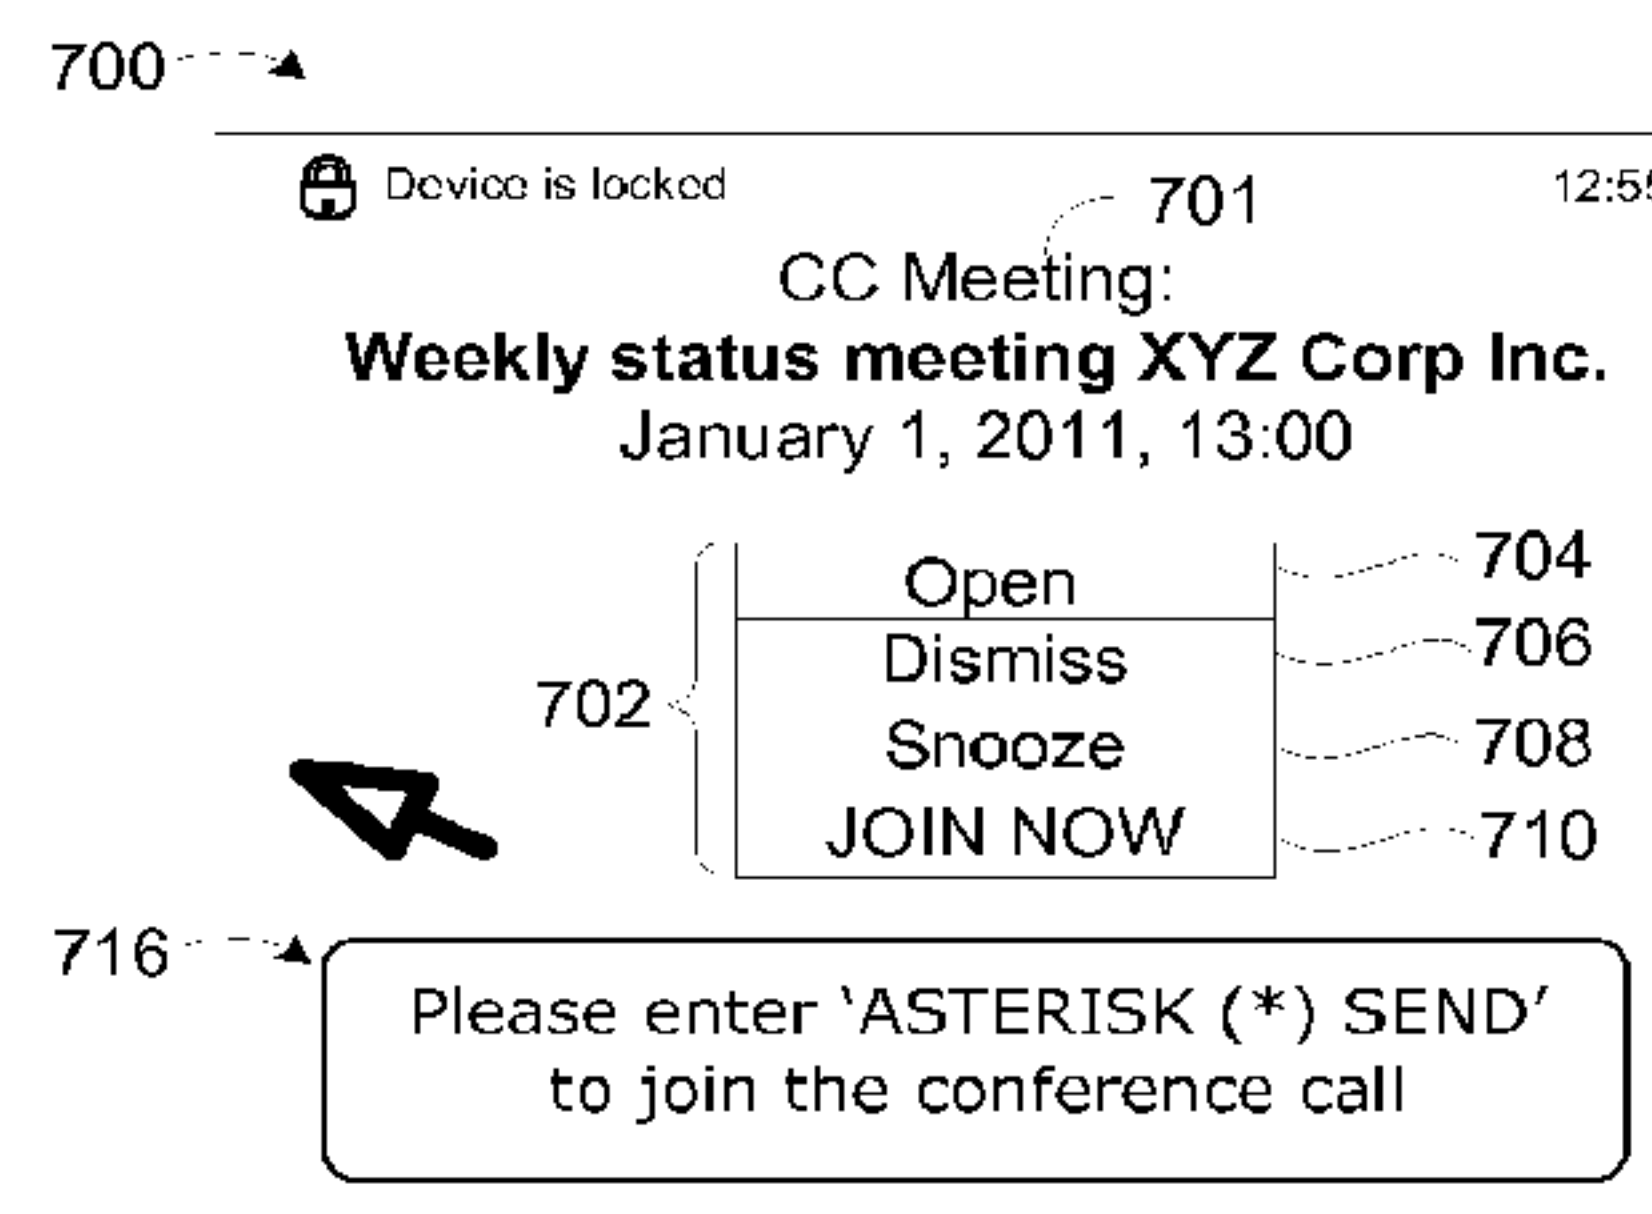 700
Device is locked
12:55
701
CC Meeting:
Weekly status meeting XYZ Corp Inc.
January 1, 2011, 13:00
704
Open
706
Dismiss
702
708
Snooze
JOIN NOW
710
716
Please enter ‘ASTERISK (*) SEND’
to join the conference call